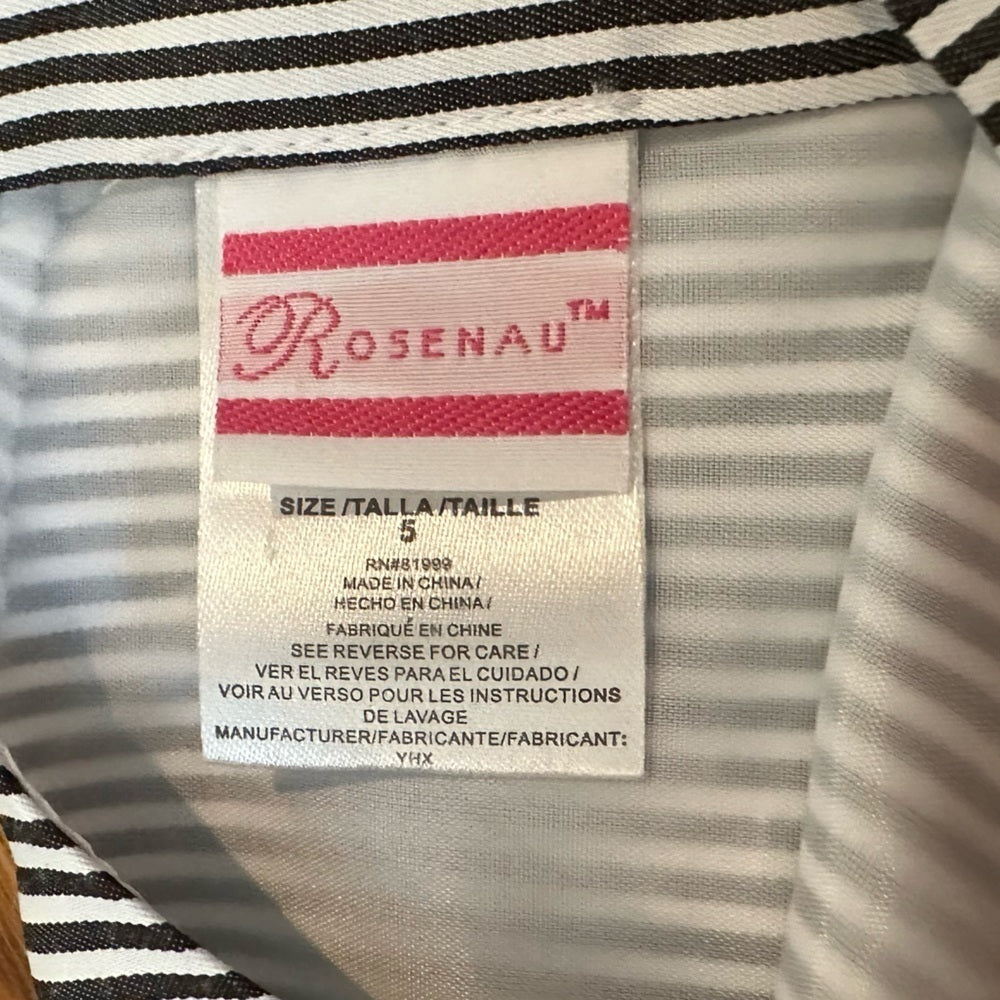 ROSENAU™
SIZE/TALLA/TAILLE
5
RN#81999
MADE IN CHINA/
HECHO EN CHINA/
FABRIQUÉ EN CHINE
SEE REVERSE FOR CARE/
VER EL REVES PARA EL CUIDADO/
VOIR AU VERSO POUR LES INSTRUCTIONS
DE LAVAGE
MANUFACTURER/FABRICANTE/FABRICANT:
YHX